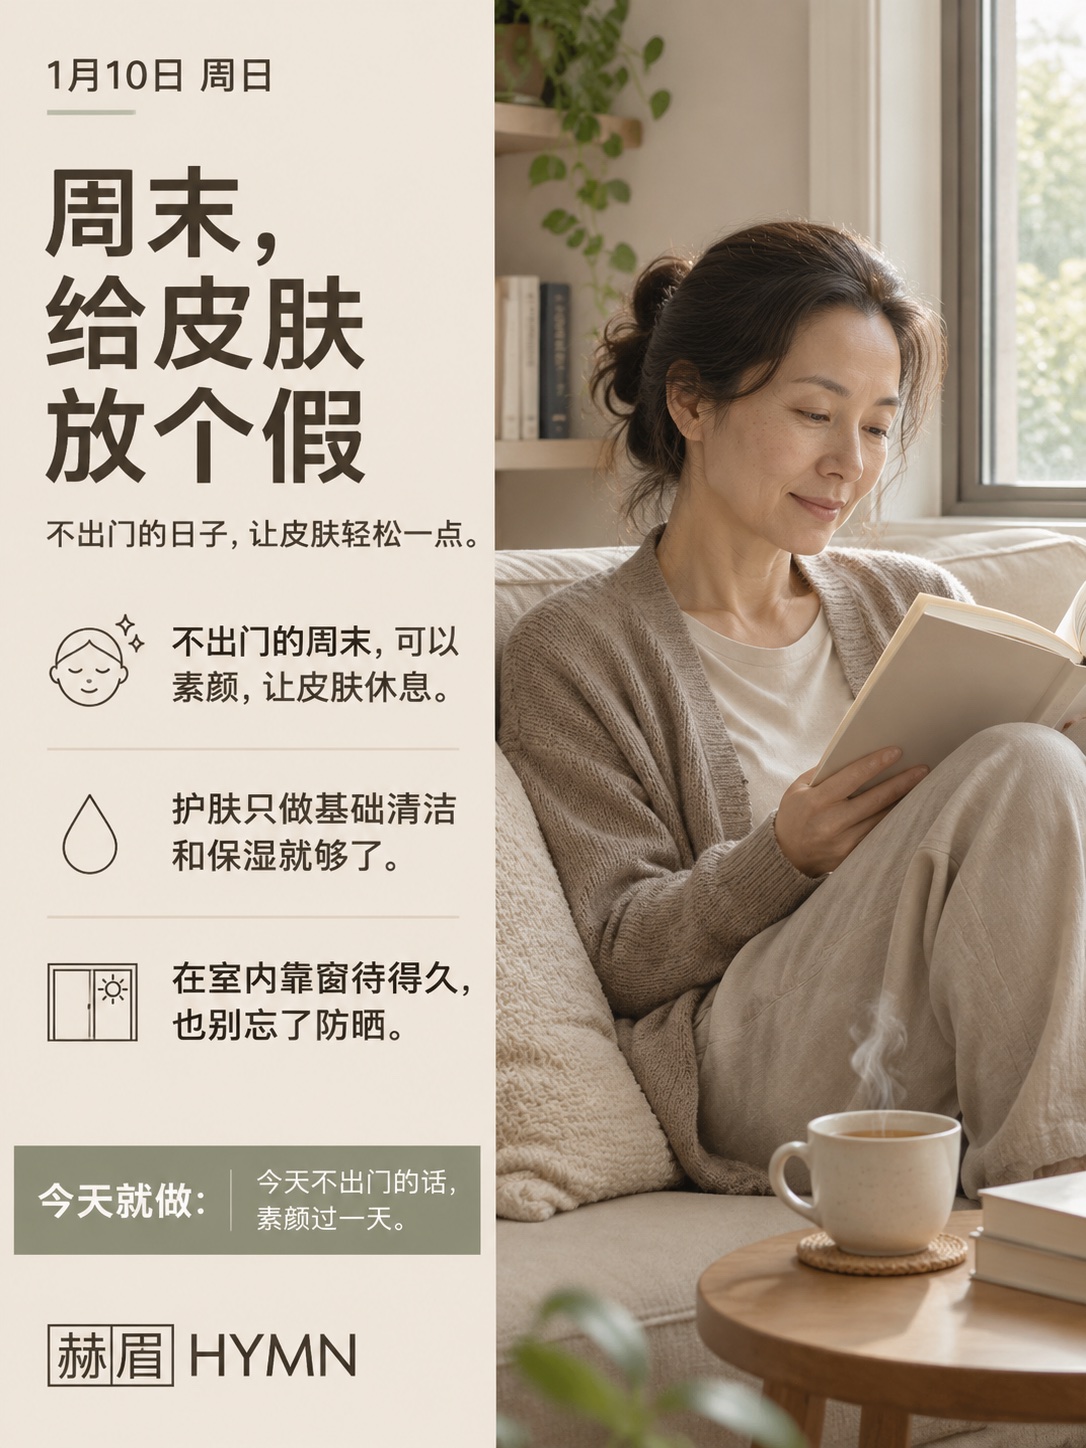 1月10日 周日
周末，
给皮肤
放个假
不出门的日子，让皮肤轻松一点。
不出门的周末，可以
素颜，让皮肤休息。
护肤只做基础清洁
和保湿就够了。
在室内靠窗待得久，
也别忘了防晒。
今天就做：
今天不出门的话，
素颜过一天。
赫眉 HYMN